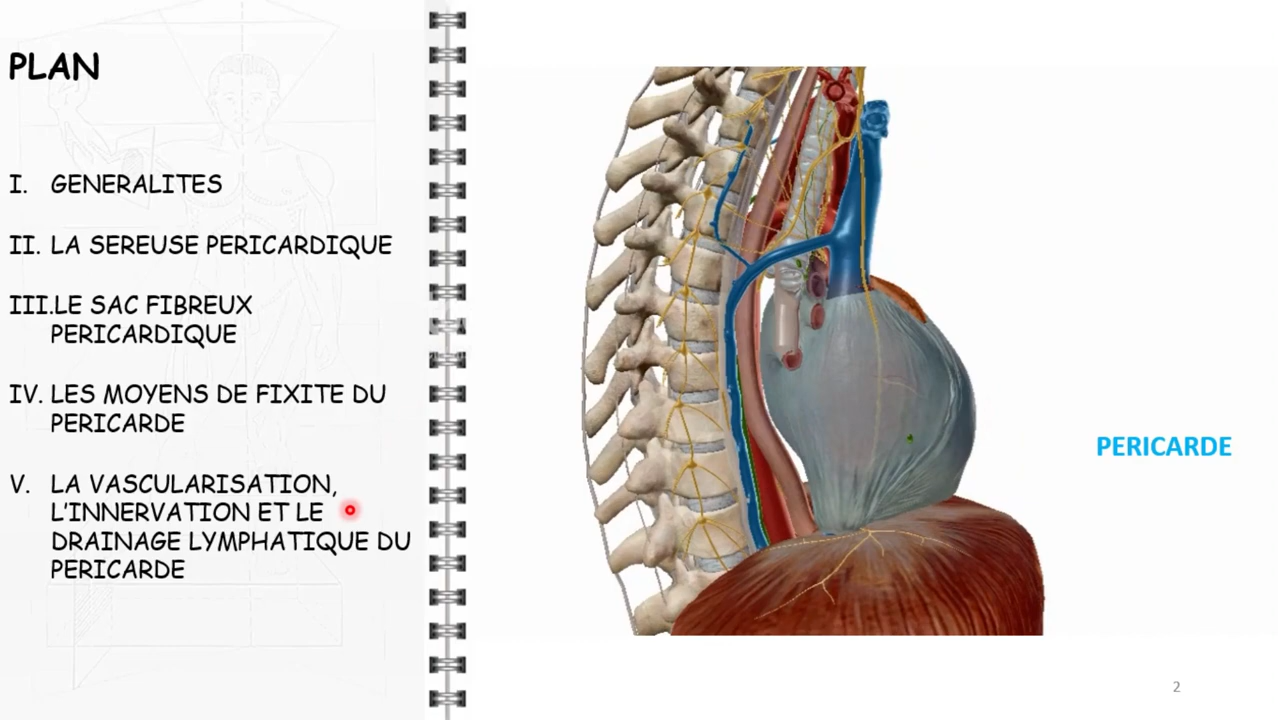 PLAN
I. GENERALITES
II. LA SEREUSE PERICARDIQUE
III.LE SAC FIBREUX
PERICARDIQUE
IV. LES MOYENS DE FIXITE DU
PERICARDE
V. LA VASCULARISATION,
L'INNERVATION ET LE
DRAINAGE LYMPHATIQUE DU
PERICARDE
PERICARDE
2